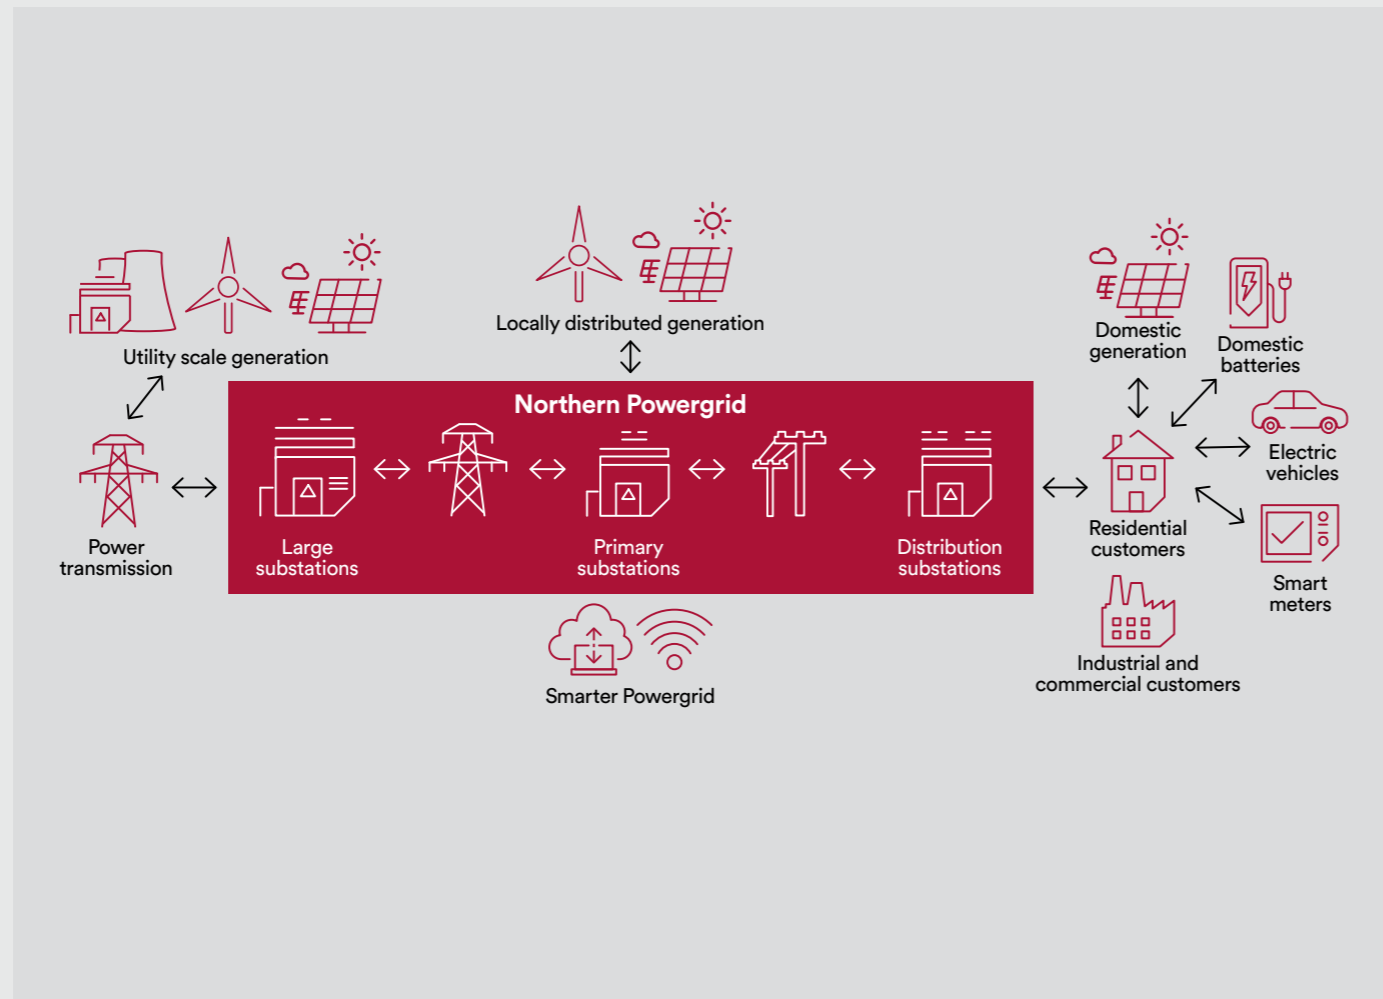 Utility scale generation
Locally distributed generation
Domestic
generation
Domestic
batteries
Northern Powergrid
Electric
vehicles
Power
transmission
Large
substations
Primary
substations
Distribution
substations
Residential
customers
Smart
meters
Smarter Powergrid
Industrial and
commercial customers